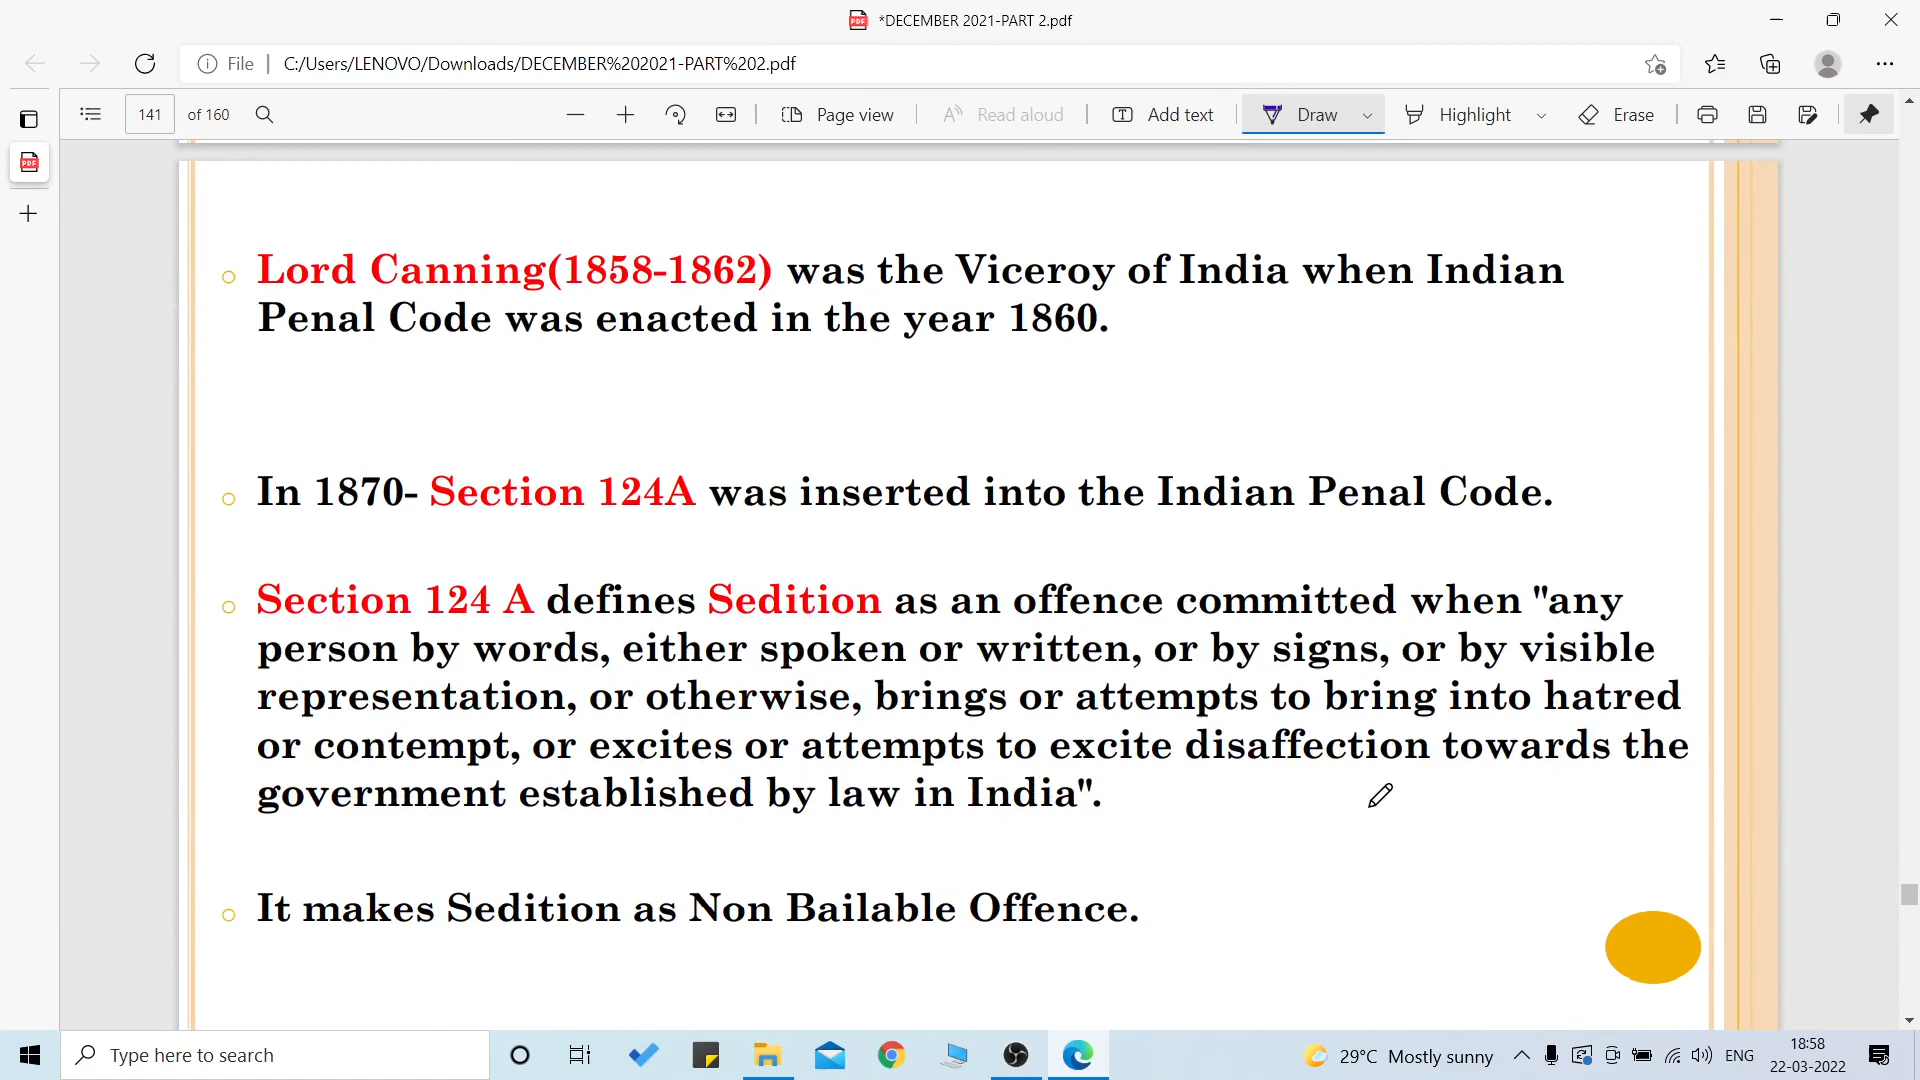 *DECEMBER 2021-PART 2.pdf
File
C:/Users/LENOVO/Downloads/DECEMBER%202021-PART%202.pdf
141 of 160
Page view
Read aloud
Add text
Draw
Highlight
Erase
Lord Canning(1858-1862) was the Viceroy of India when Indian
Penal Code was enacted in the year 1860.
In 1870- Section 124A was inserted into the Indian Penal Code.
Section 124 A defines Sedition as an offence committed when "any
person by words, either spoken or written, or by signs, or by visible
representation, or otherwise, brings or attempts to bring into hatred
or contempt, or excites or attempts to excite disaffection towards the
government established by law in India".
It makes Sedition as Non Bailable Offence.
Type here to search
29°C Mostly sunny
ENG
18:58
22-03-2022